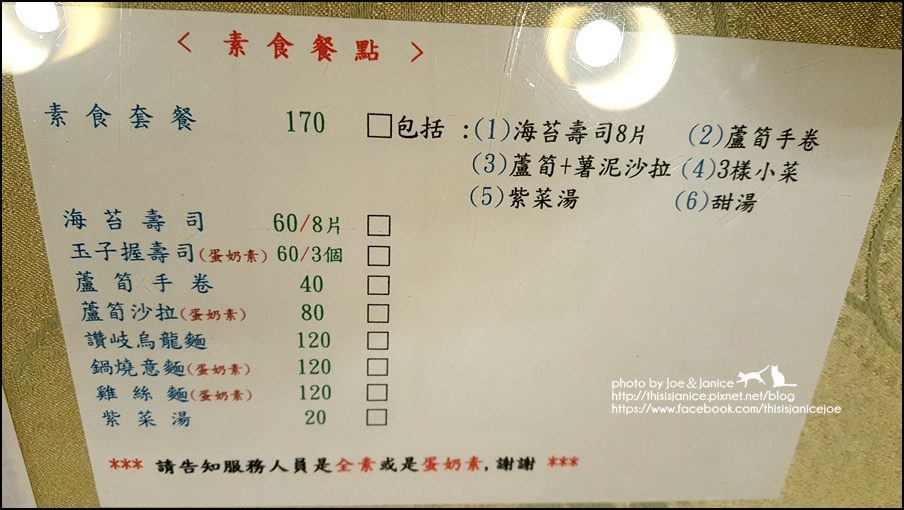 < 素食餐點 >
素食套餐 170 □包括 :(1)海苔壽司8片 (2)蘆筍手卷
(3)蘆筍+薯泥沙拉 (4)3樣小菜
(5)紫菜湯 (6)甜湯
海苔壽司 60/8片 □
玉子握壽司(蛋奶素) 60/3個 □
蘆筍手卷 40 □
蘆筍沙拉(蛋奶素) 80 □
讚岐烏龍麵 120 □
鍋燒意麵(蛋奶素) 120 □
雞絲麵(蛋奶素) 120 □
紫菜湯 20 □
*** 請告知服務人員是全素或是蛋奶素,謝謝 ***
photo by Joe & Janice
http://thisisjanice.pixnet.net/blog
https://www.facebook.com/thisisjanicejoe